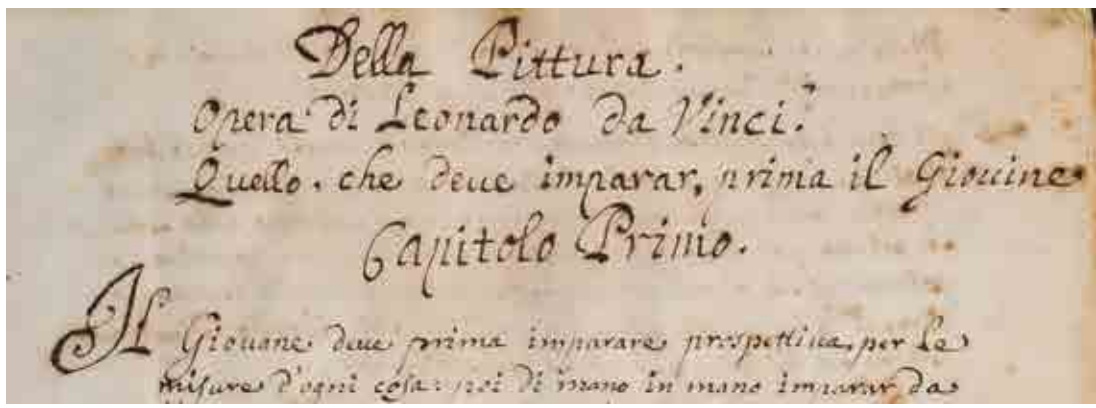 Della Pittura.
Opera di Leonardo da Vinci.
Quello, che deue imparar, prima il Giouine
Capitolo Primo.
Il Giouane deue prima imparare prospettiua, per le
misure d'ogni cosa: poi di mano in mano imparar da